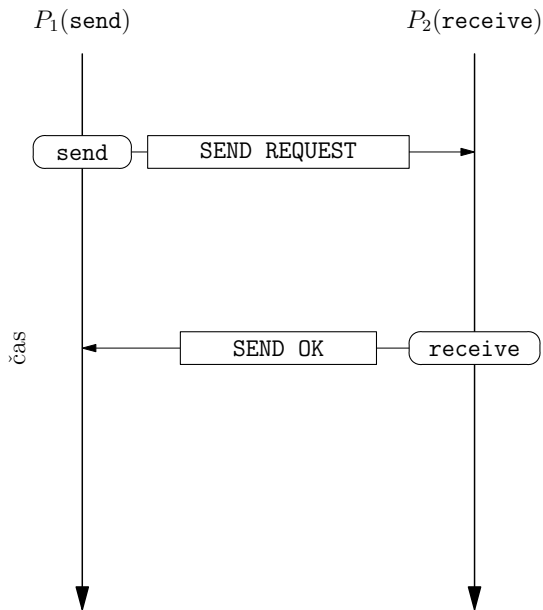 P₁(send)
P₂(receive)
send
SEND REQUEST
čas
SEND OK
receive